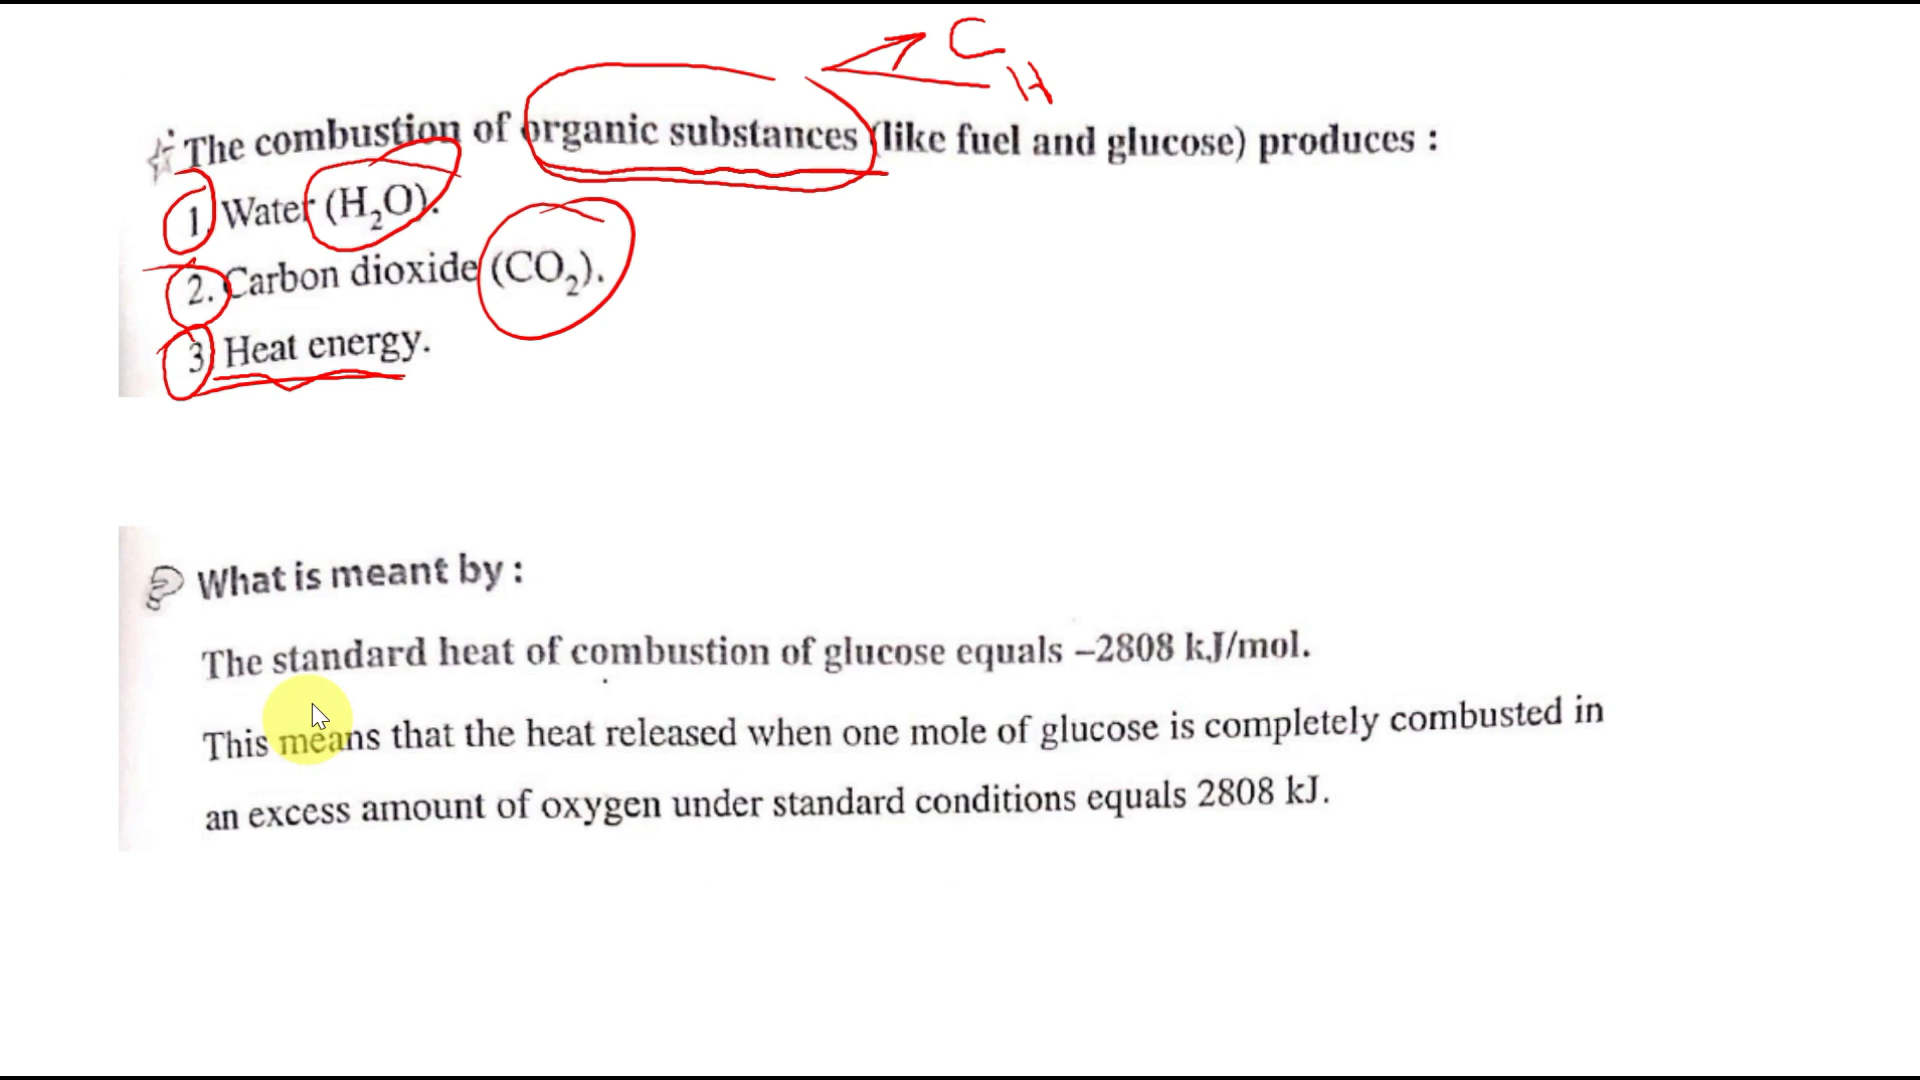 C
H
The combustion of organic substances (like fuel and glucose) produces :
1. Water (H₂O).
2. Carbon dioxide (CO₂).
3. Heat energy.
What is meant by :
The standard heat of combustion of glucose equals –2808 kJ/mol.
This means that the heat released when one mole of glucose is completely combusted in
an excess amount of oxygen under standard conditions equals 2808 kJ.